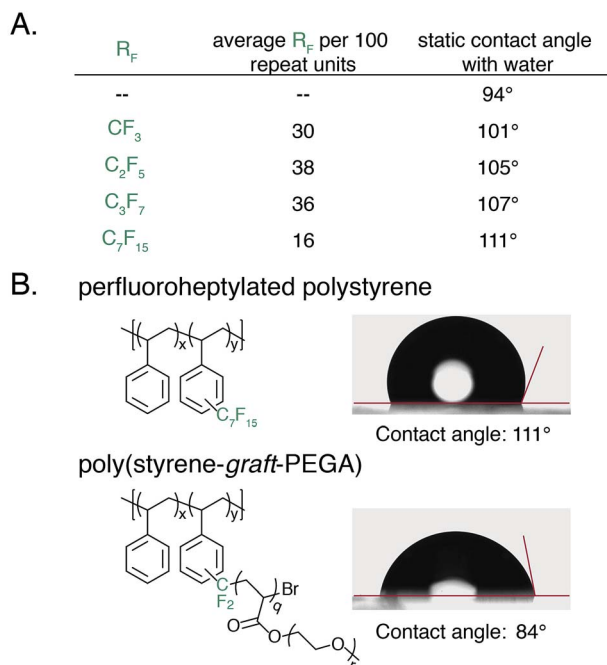 A.
R_F average R_F per 100 repeat units static contact angle with water
-- -- 94°
CF₃ 30 101°
C₂F₅ 38 105°
C₃F₇ 36 107°
C₇F₁₅ 16 111°
B. perfluoroheptylated polystyrene
x y
C₇F₁₅
Contact angle: 111°
poly(styrene-graft-PEGA)
x y
C
F₂
Br
q
O
O
O
Contact angle: 84°